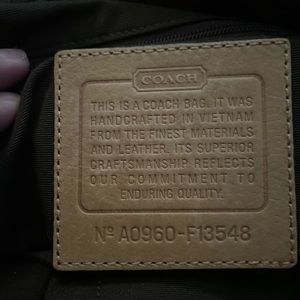 COACH
THIS IS A COACH BAG. IT WAS
HANDCRAFTED IN VIETNAM
FROM THE FINEST MATERIALS
AND LEATHER. ITS SUPERIOR
CRAFTSMANSHIP REFLECTS
OUR COMMITMENT TO
ENDURING QUALITY.
Nº A0960-F13548